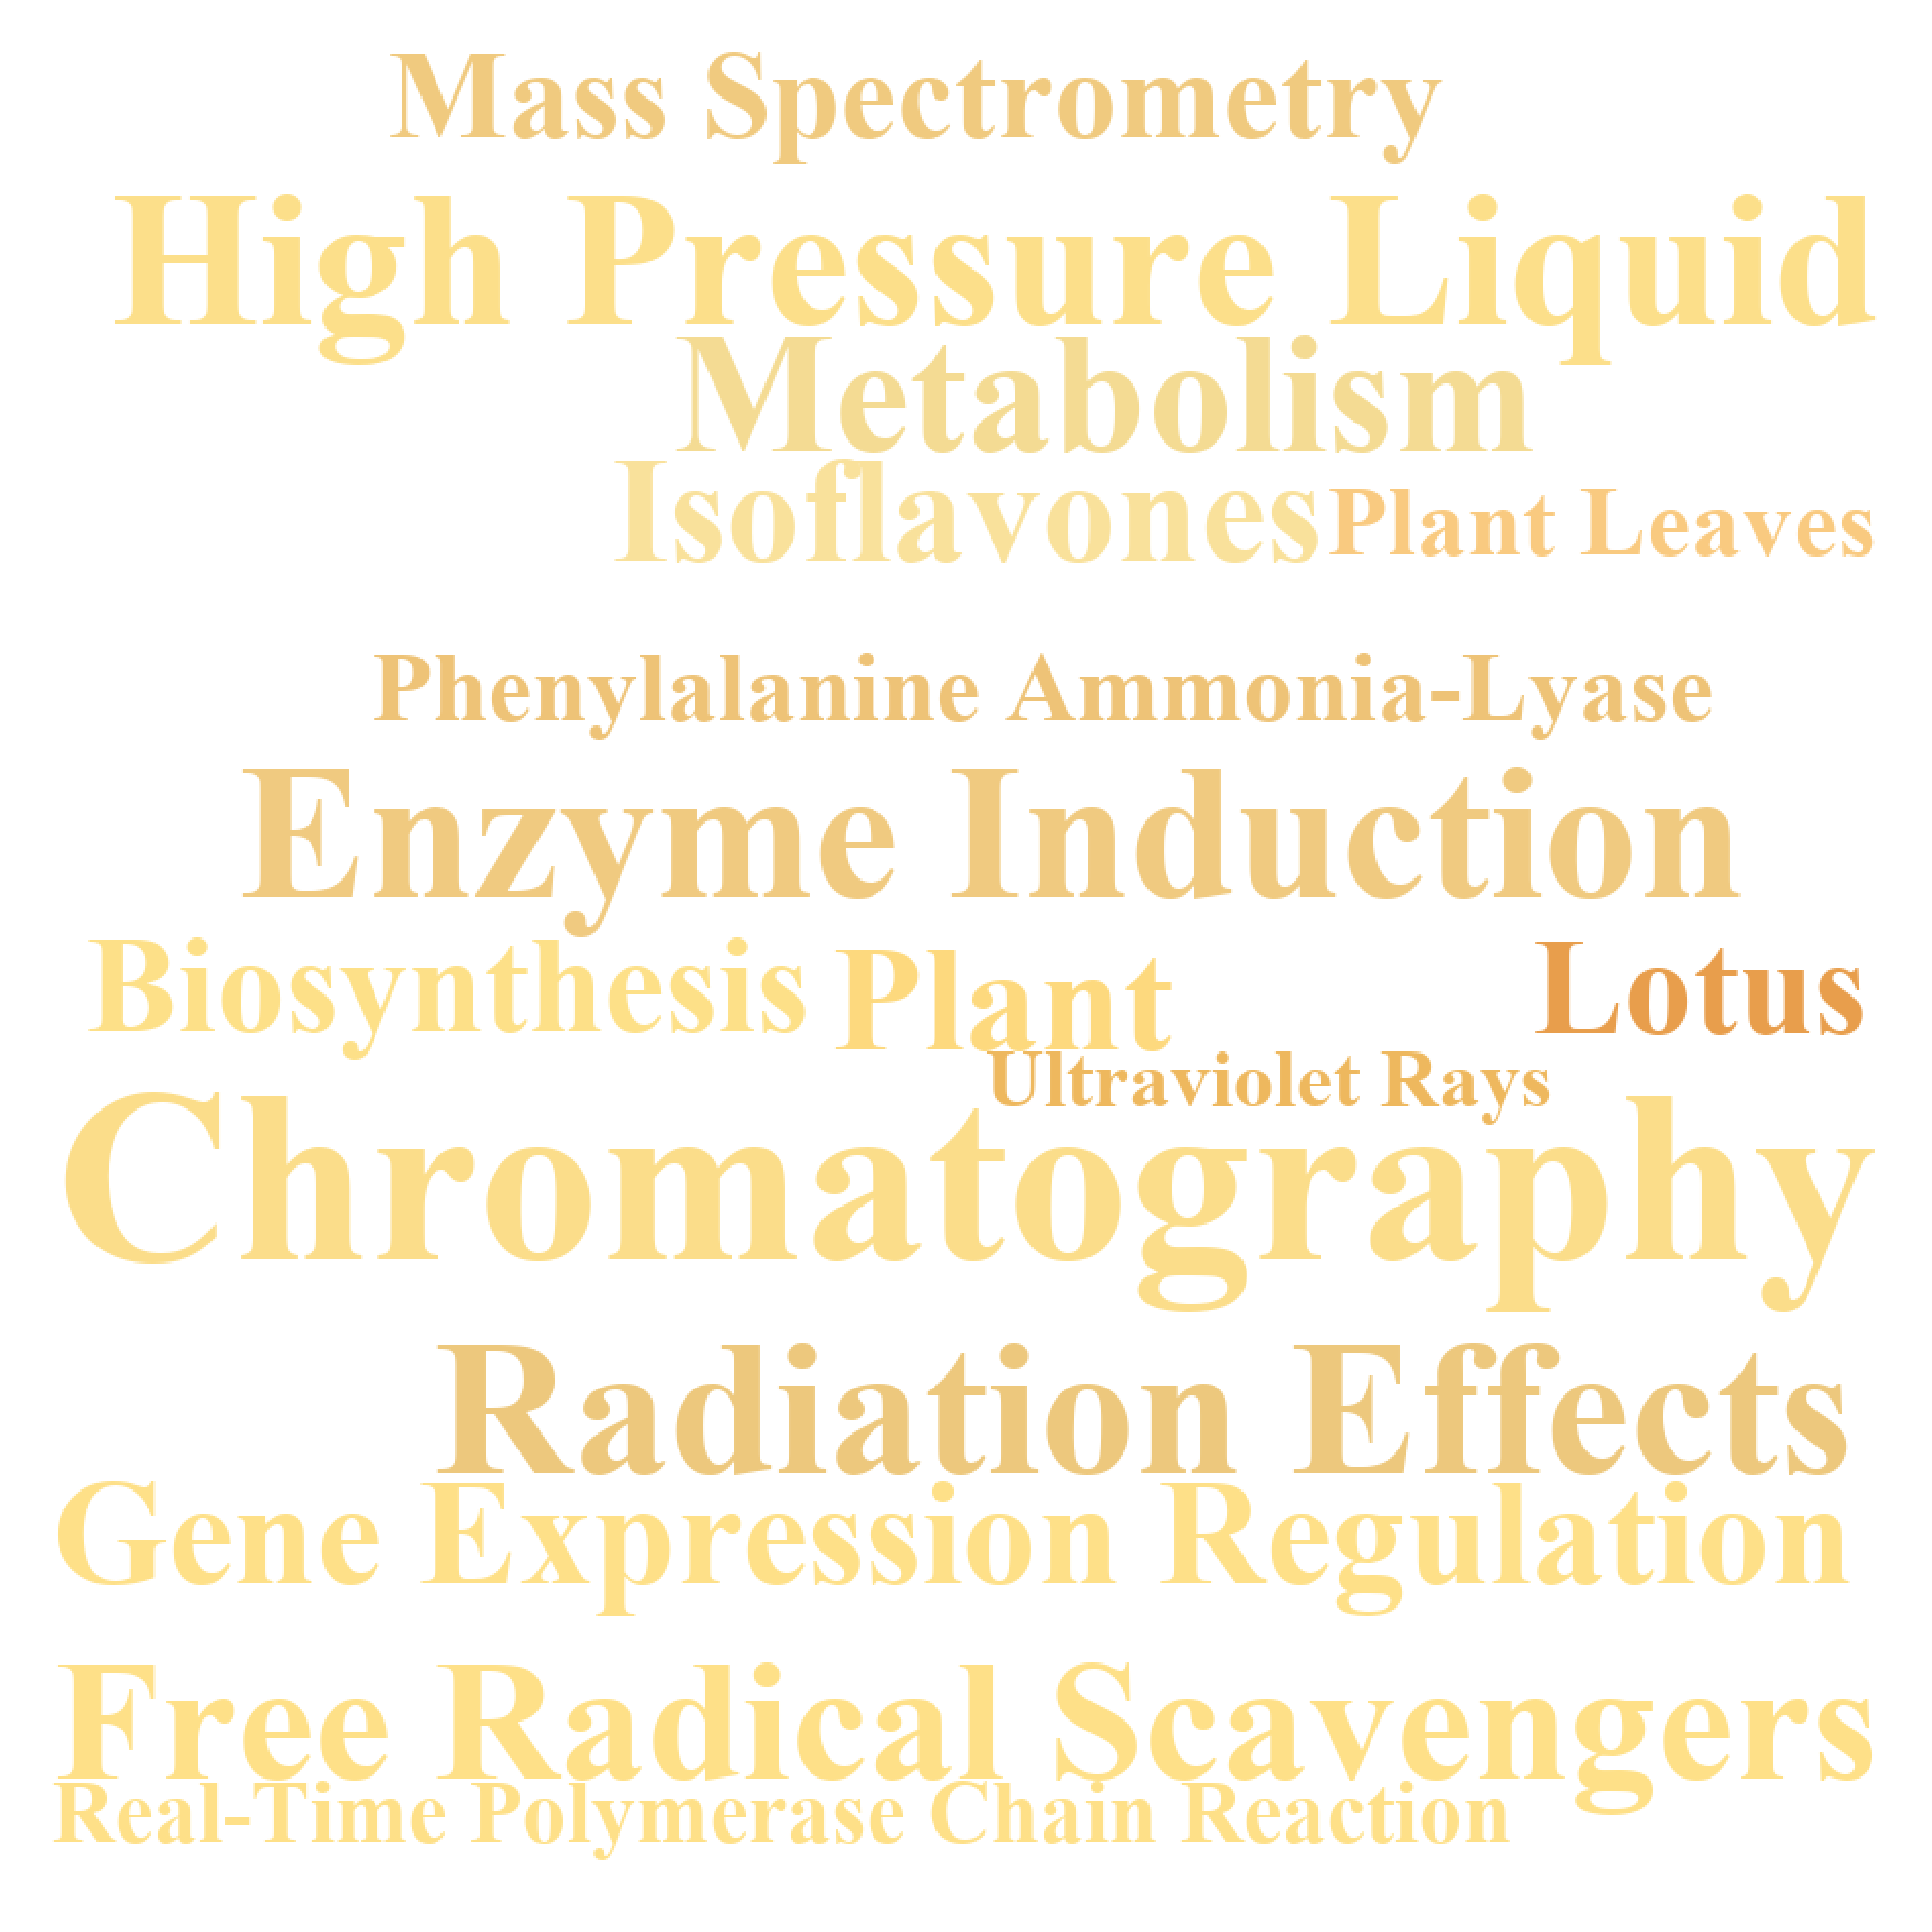 Mass Spectrometry
High Pressure Liquid
Metabolism
Isoflavones
Plant Leaves
Phenylalanine Ammonia-Lyase
Enzyme Induction
Biosynthesis
Plant
Lotus
Ultraviolet Rays
Chromatography
Radiation Effects
Gene Expression Regulation
Free Radical Scavengers
Real-Time Polymerase Chain Reaction